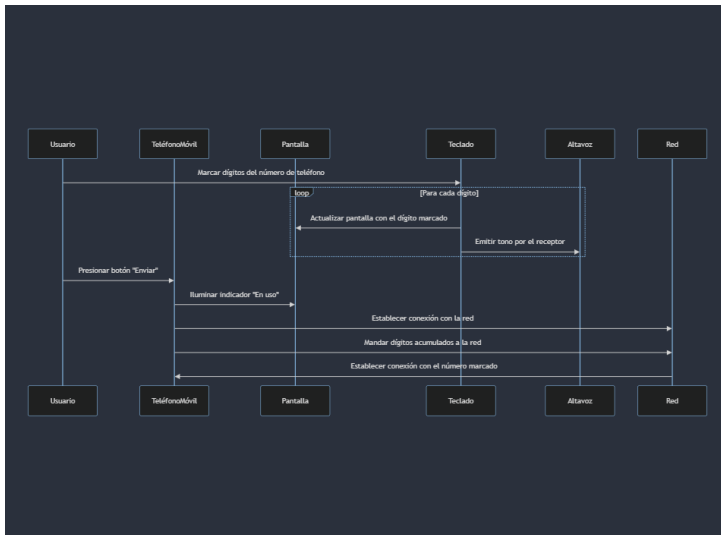 Usuario
TeléfonoMóvil
Pantalla
Teclado
Altavoz
Red
Marcar dígitos del número de teléfono
loop
[Para cada dígito]
Actualizar pantalla con el dígito marcado
Emitir tono por el receptor
Presionar botón "Enviar"
Iluminar indicador "En uso"
Establecer conexión con la red
Mandar dígitos acumulados a la red
Establecer conexión con el número marcado
Usuario
TeléfonoMóvil
Pantalla
Teclado
Altavoz
Red